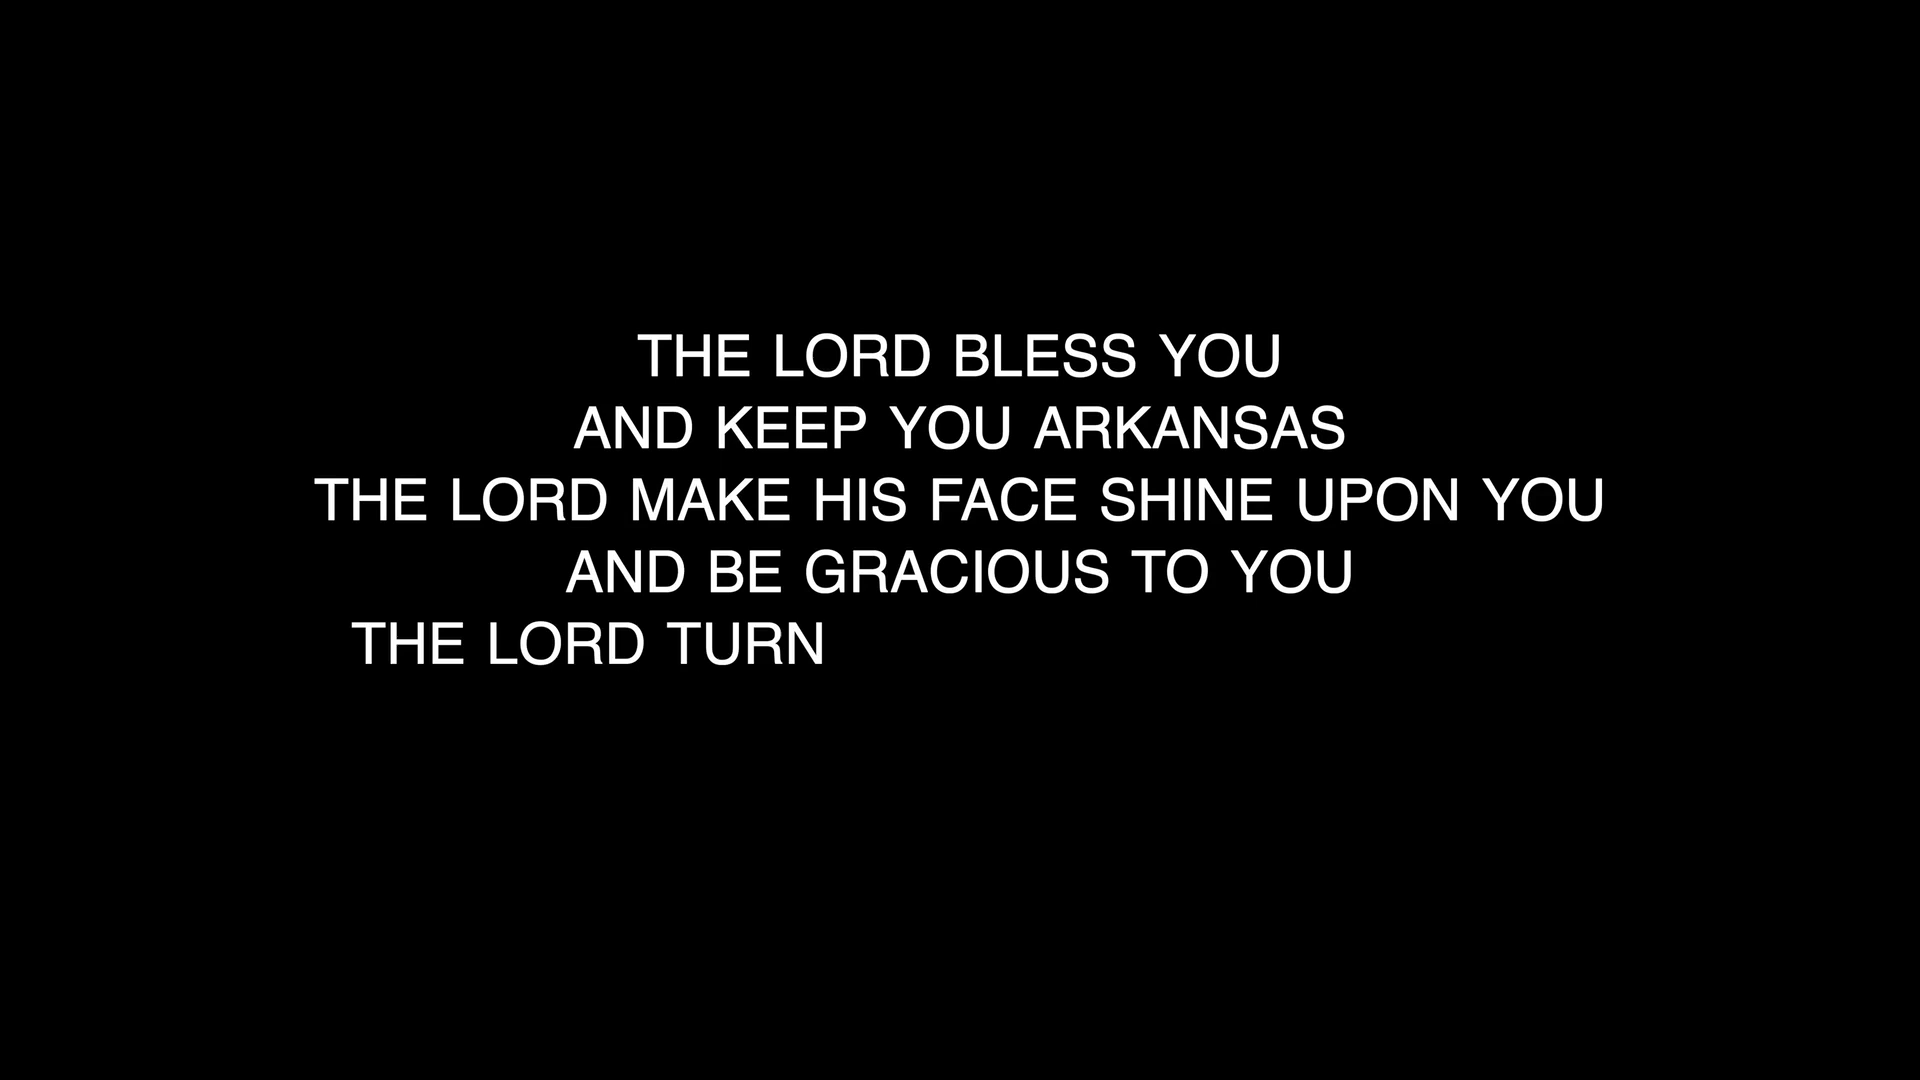 THE LORD BLESS YOU
AND KEEP YOU ARKANSAS
THE LORD MAKE HIS FACE SHINE UPON YOU
AND BE GRACIOUS TO YOU
THE LORD TURN